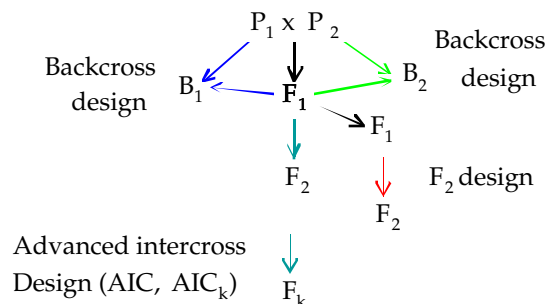 P₁ x P₂
Backcross
design
Backcross
design
B₁
F₁
B₂
F₁
F₂
F₂ design
F₂
Advanced intercross
Design (AIC, AICₖ)
Fₖ